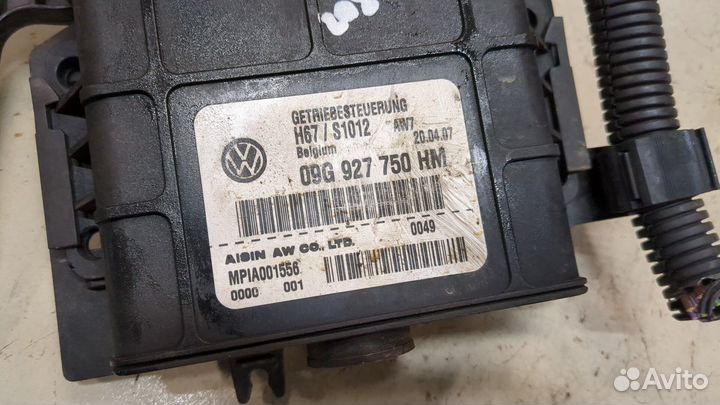 GETRIEBESTEUERUNG
H67 / S1012 AW7
Belgium 20.04.07
09G 927 750 HM
0049
AISIN AW CO., LTD.
MPIA001556
0000 001
Avito